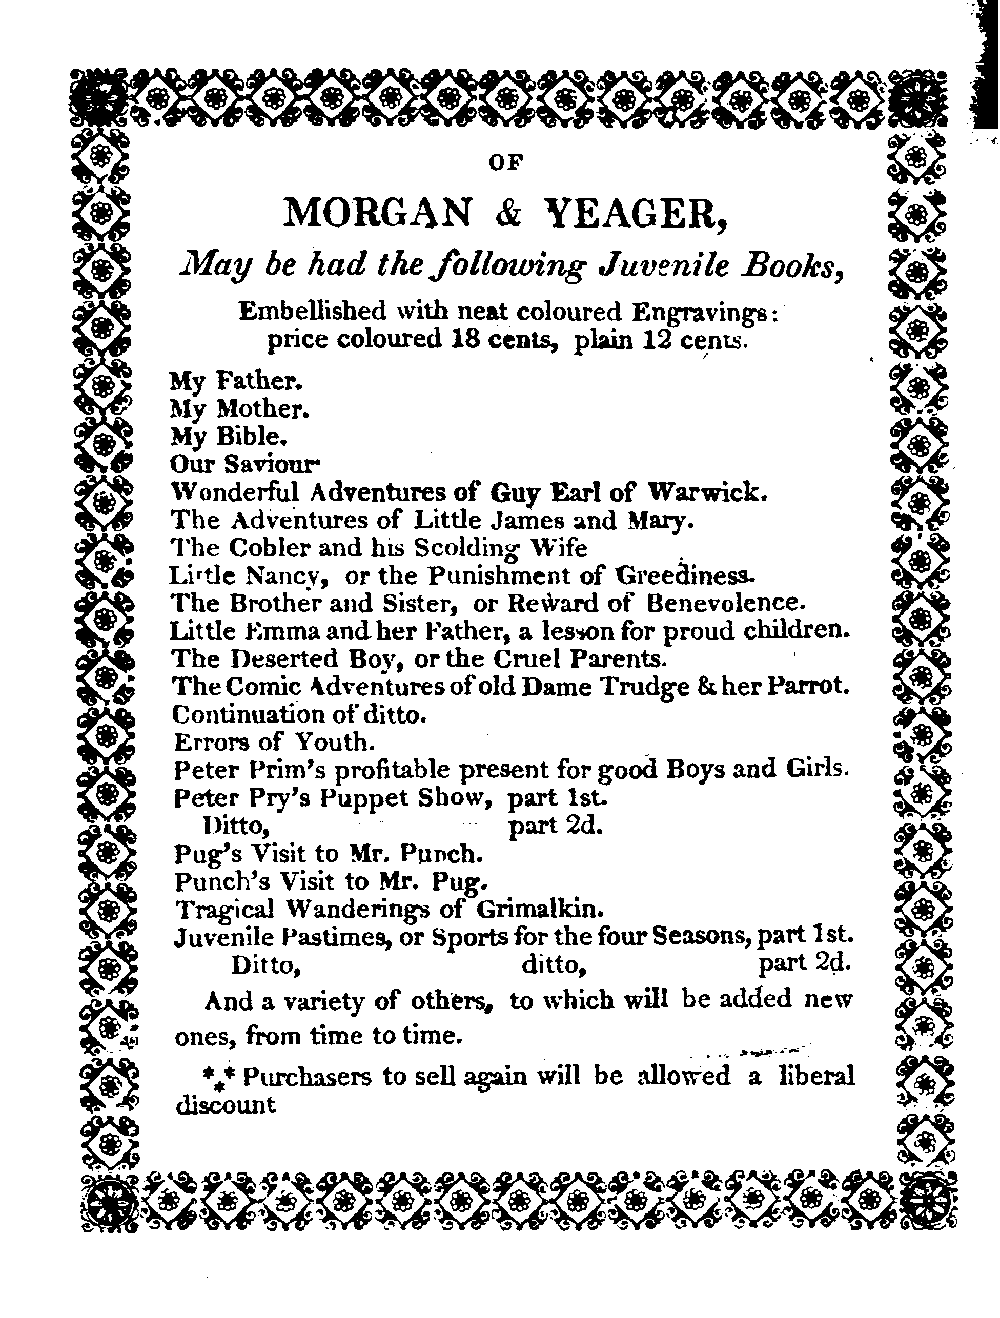 OF
MORGAN & YEAGER,
May be had the following Juvenile Books,
Embellished with neat coloured Engravings:
price coloured 18 cents, plain 12 cents.
My Father.
My Mother.
My Bible.
Our Saviour
Wonderful Adventures of Guy Earl of Warwick.
The Adventures of Little James and Mary.
The Cobler and his Scolding Wife
Little Nancy, or the Punishment of Greediness.
The Brother and Sister, or Reward of Benevolence.
Little Emma and her Father, a lesson for proud children.
The Deserted Boy, or the Cruel Parents.
The Comic Adventures of old Dame Trudge & her Parrot.
Continuation of ditto.
Errors of Youth.
Peter Prim's profitable present for good Boys and Girls.
Peter Pry's Puppet Show, part 1st.
Ditto, part 2d.
Pug's Visit to Mr. Punch.
Punch's Visit to Mr. Pug.
Tragical Wanderings of Grimalkin.
Juvenile Pastimes, or Sports for the four Seasons, part 1st.
Ditto, ditto, part 2d.
And a variety of others, to which will be added new
ones, from time to time.
*⁎* Purchasers to sell again will be allowed a liberal
discount